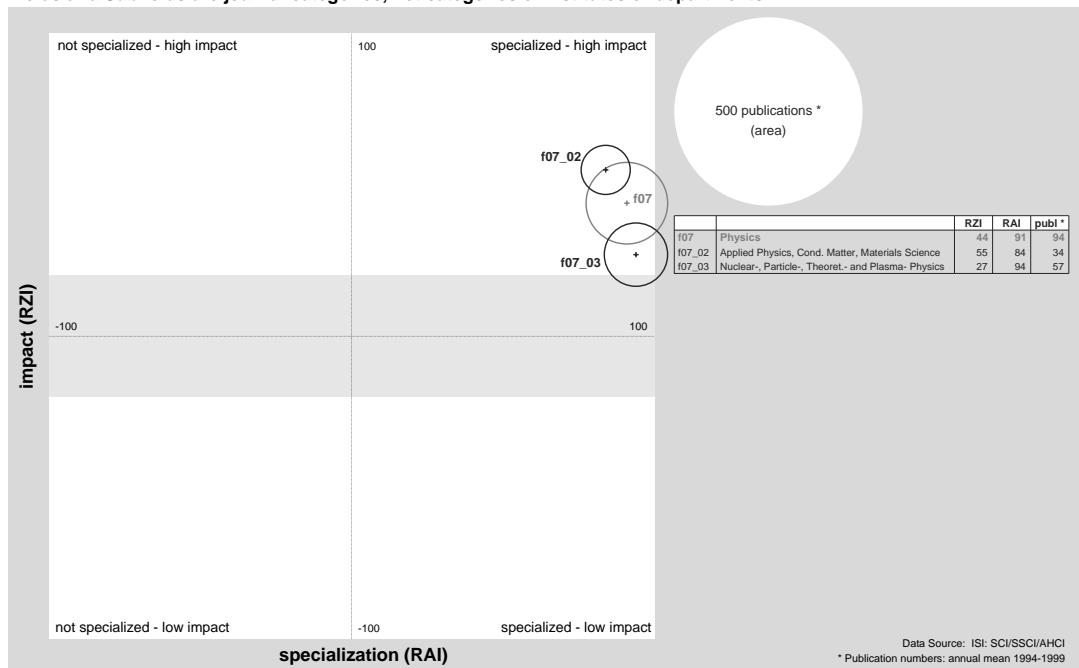 not specialized - high impact
100
specialized - high impact
500 publications *
(area)
f07_02
f07
f07_03
RZI RAI publ *
f07 Physics 44 91 94
f07_02 Applied Physics, Cond. Matter, Materials Science 55 84 34
f07_03 Nuclear-, Particle-, Theoret.- and Plasma- Physics 27 94 57
impact (RZI)
-100
100
not specialized - low impact
-100
specialized - low impact
specialization (RAI)
Data Source: ISI: SCI/SSCI/AHCI
* Publication numbers: annual mean 1994-1999